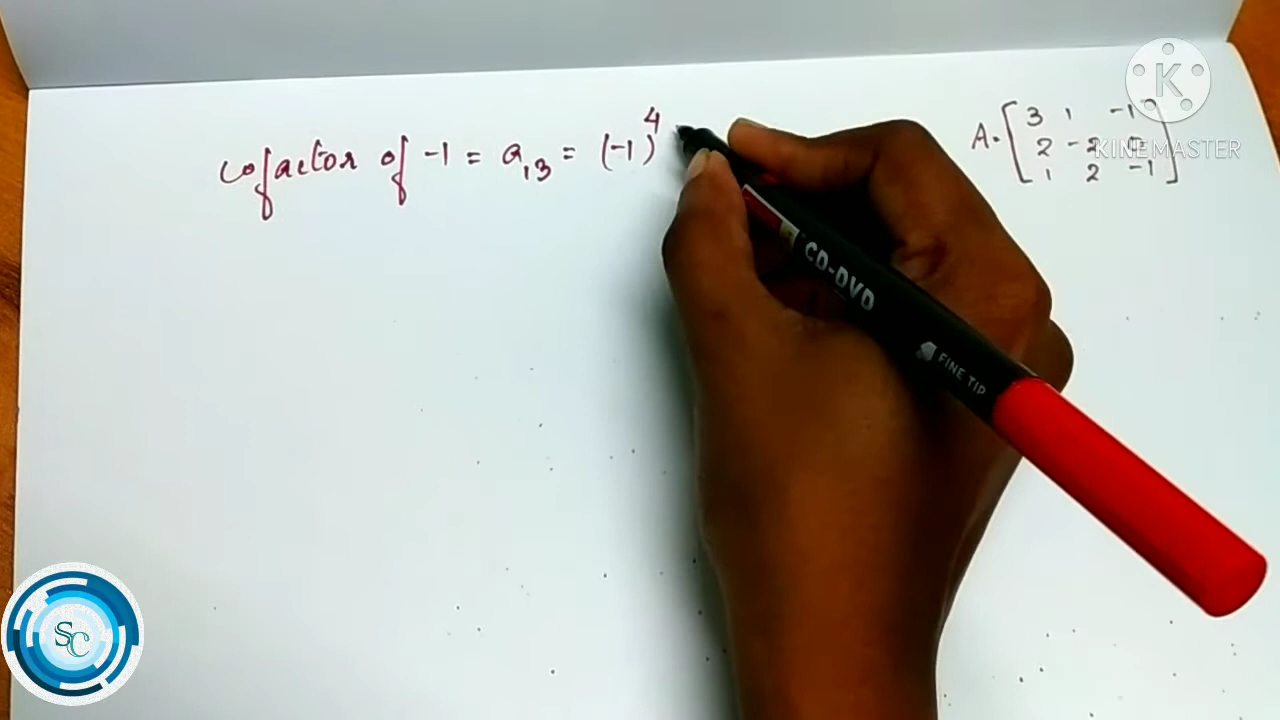 cofactor of -1 = a₁₃ = (-1)⁴
A = [3 1 -1
2 -2
1 2 -1]
K
KINEMASTER
CD-DVD
FINE TIP
SC